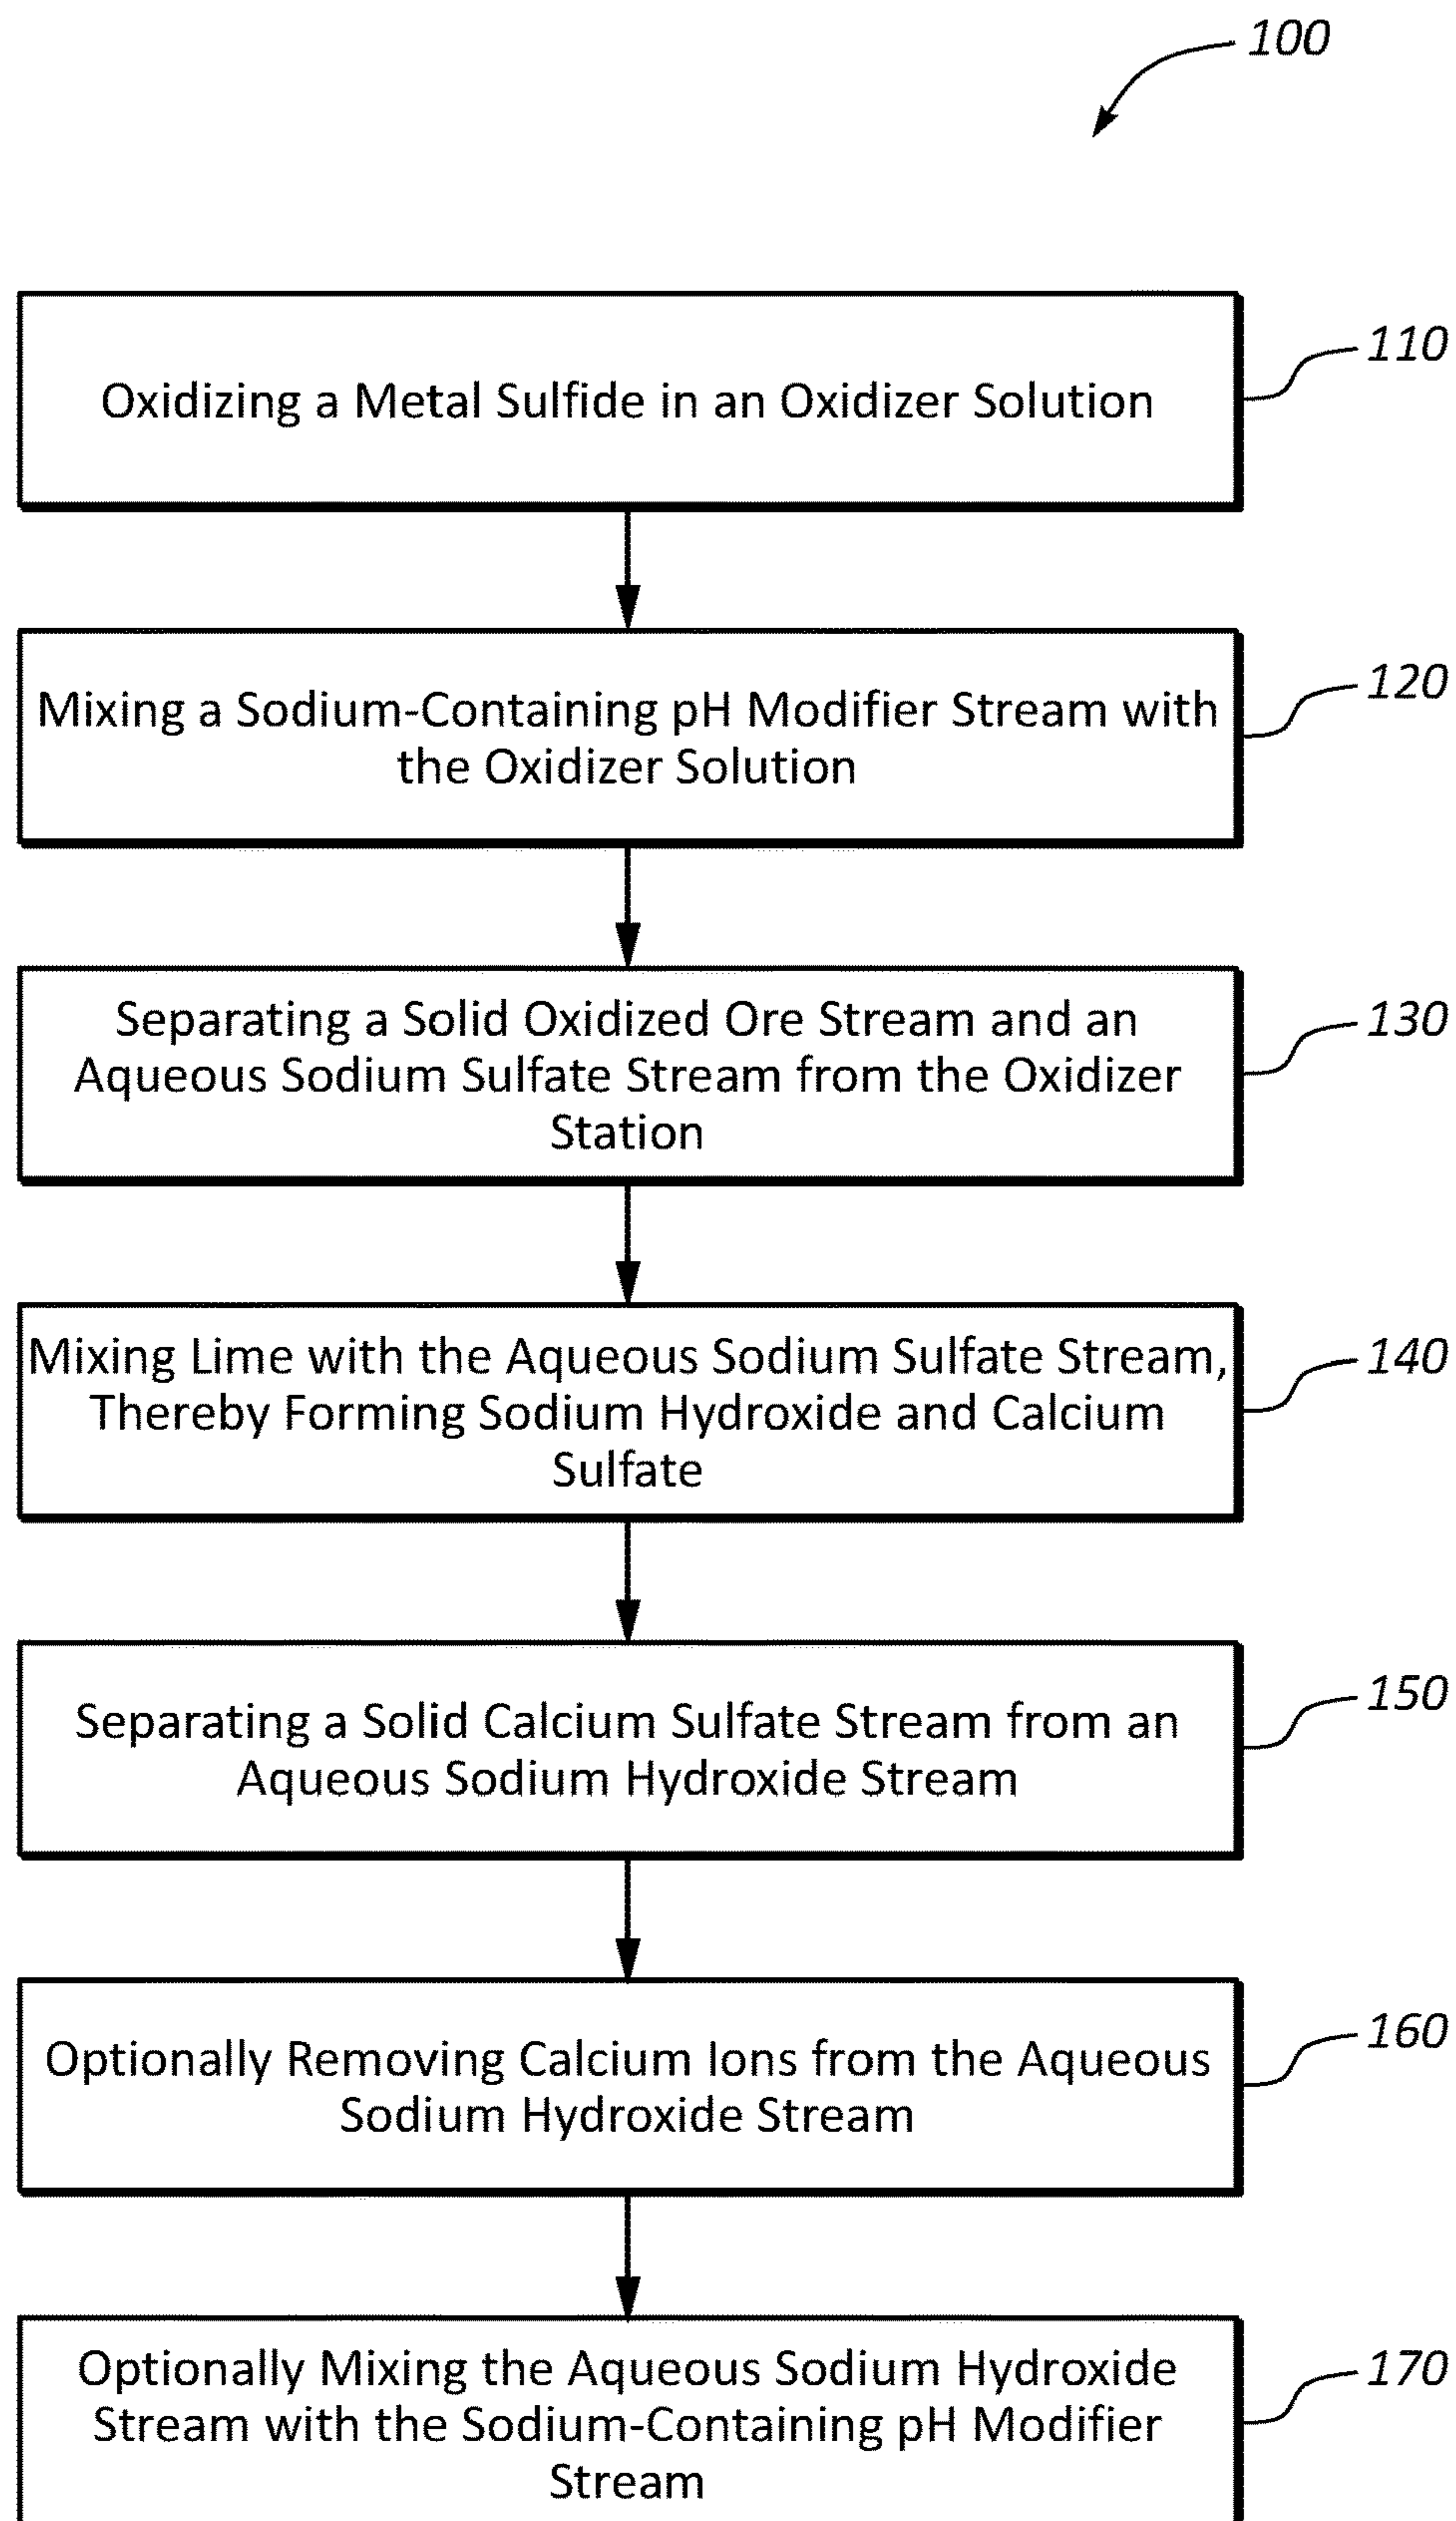 100
Oxidizing a Metal Sulfide in an Oxidizer Solution
110
Mixing a Sodium-Containing pH Modifier Stream with
the Oxidizer Solution
120
Separating a Solid Oxidized Ore Stream and an
Aqueous Sodium Sulfate Stream from the Oxidizer
Station
130
Mixing Lime with the Aqueous Sodium Sulfate Stream,
Thereby Forming Sodium Hydroxide and Calcium
Sulfate
140
Separating a Solid Calcium Sulfate Stream from an
Aqueous Sodium Hydroxide Stream
150
Optionally Removing Calcium Ions from the Aqueous
Sodium Hydroxide Stream
160
Optionally Mixing the Aqueous Sodium Hydroxide
Stream with the Sodium-Containing pH Modifier
Stream
170